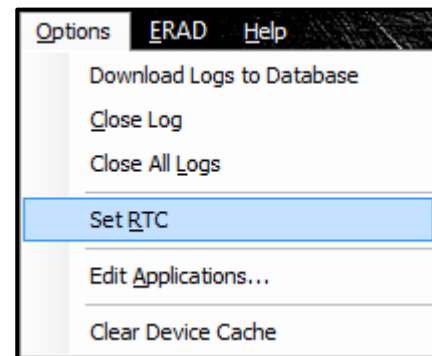 Options ERAD Help
Download Logs to Database
Close Log
Close All Logs
Set RTC
Edit Applications...
Clear Device Cache